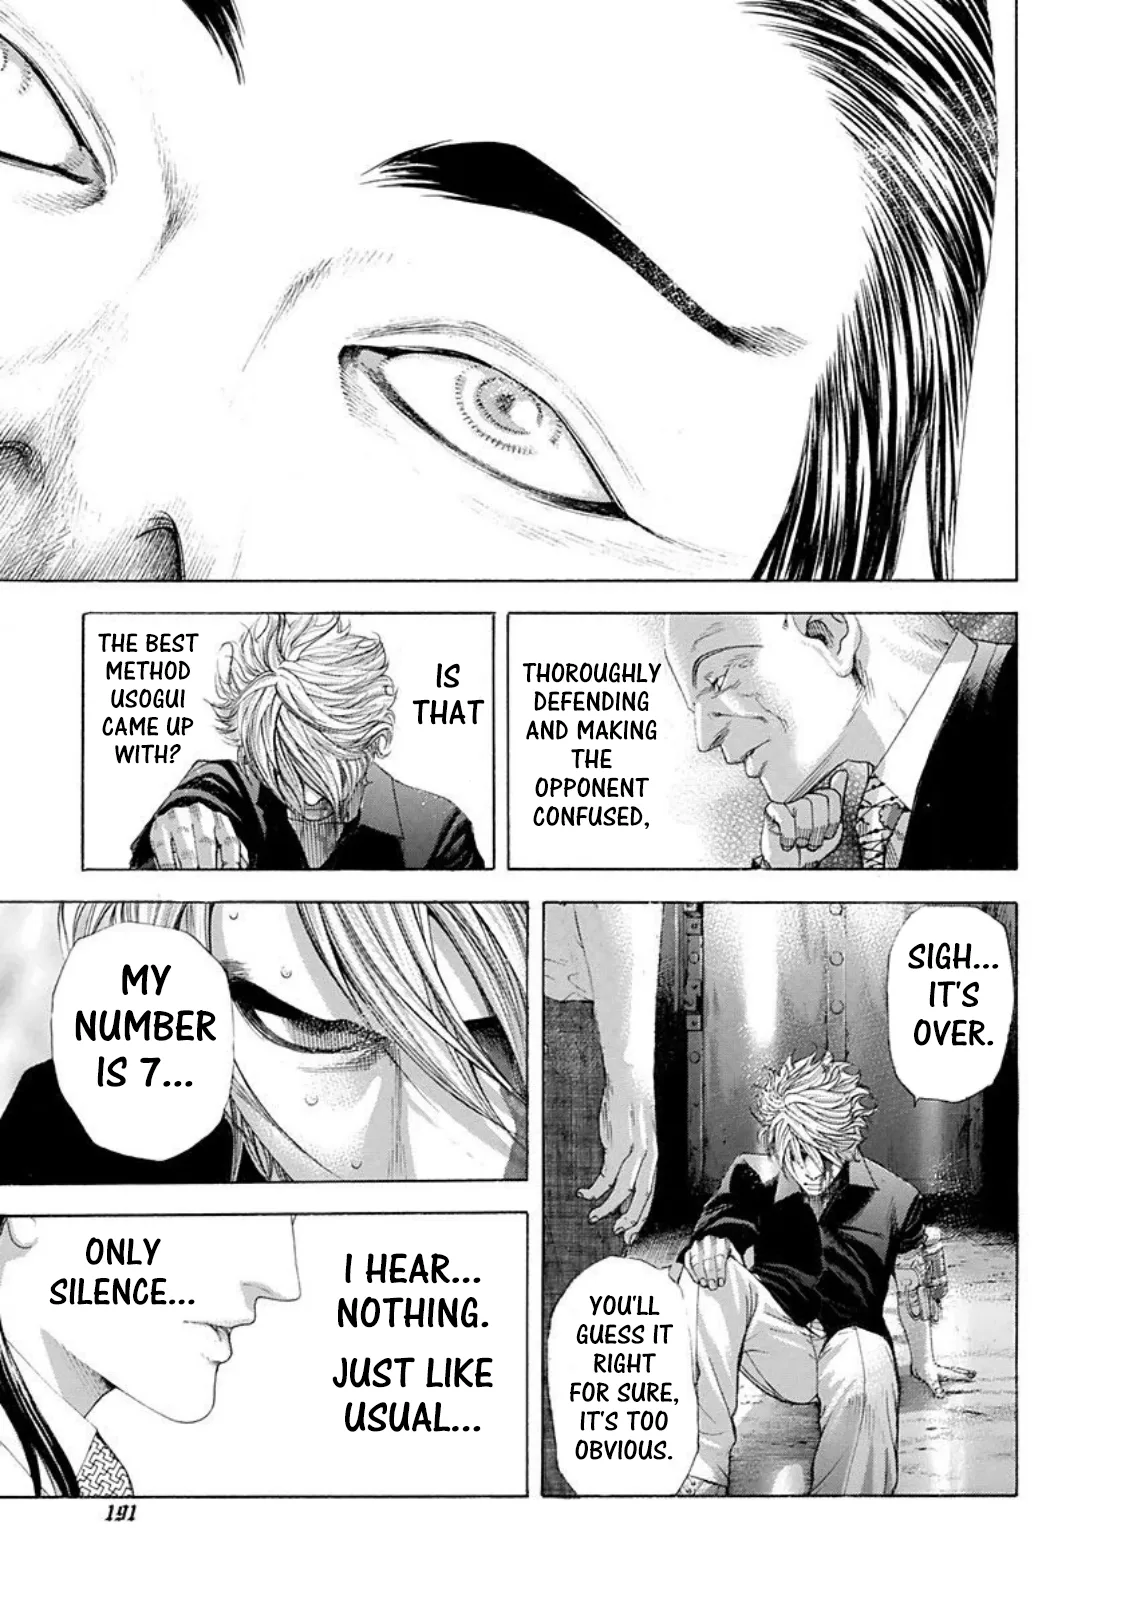 THOROUGHLY
DEFENDING
AND MAKING
THE
OPPONENT
CONFUSED,
IS
THAT
THE BEST
METHOD
USOGUI
CAME UP
WITH?
SIGH...
IT'S
OVER.
YOU'LL
GUESS IT
RIGHT
FOR SURE,
IT'S TOO
OBVIOUS.
MY
NUMBER
IS 7...
I HEAR...
NOTHING.
JUST LIKE
USUAL...
ONLY
SILENCE...
191